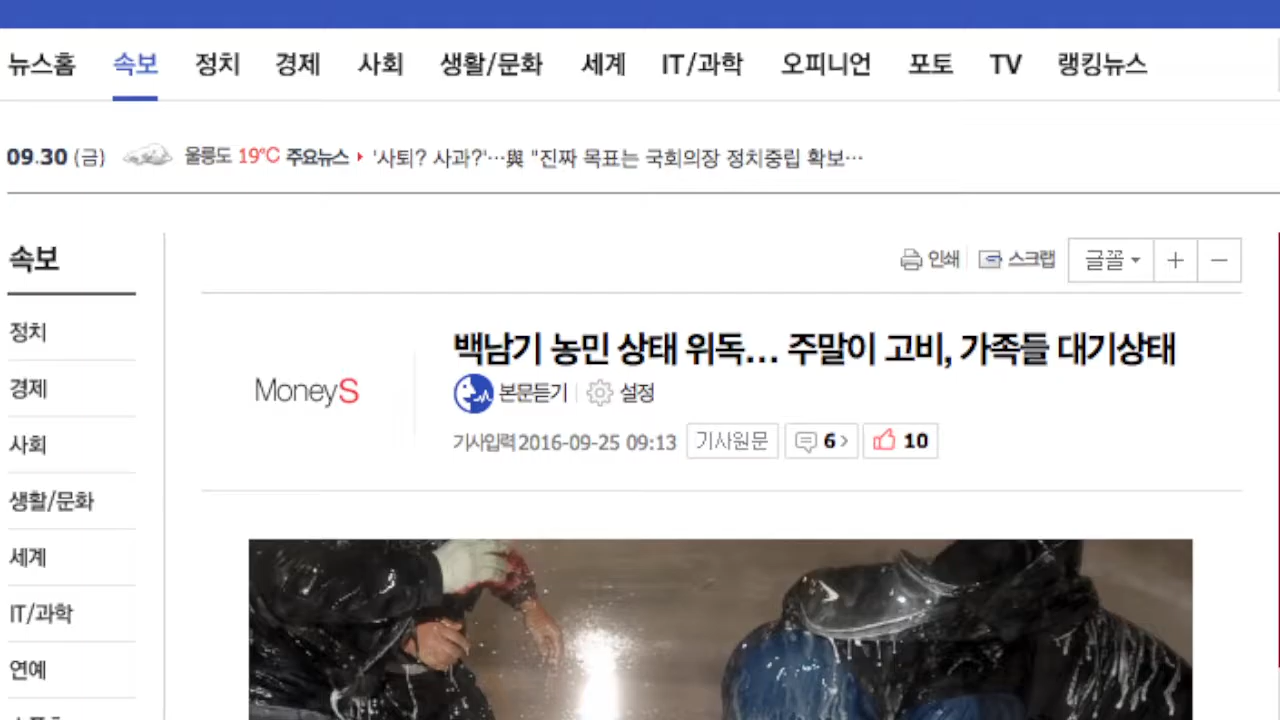 뉴스홈 속보 정치 경제 사회 생활/문화 세계 IT/과학 오피니언 포토 TV 랭킹뉴스
09.30 (금) 울릉도 19℃ 주요뉴스 '사퇴? 사과?'…與 "진짜 목표는 국회의장 정치중립 확보…
속보
인쇄 스크랩 글꼴 + −
정치
경제
사회
생활/문화
세계
IT/과학
연예
MoneyS
백남기 농민 상태 위독… 주말이 고비, 가족들 대기상태
본문듣기 설정
기사입력 2016-09-25 09:13 기사원문 6 > 10